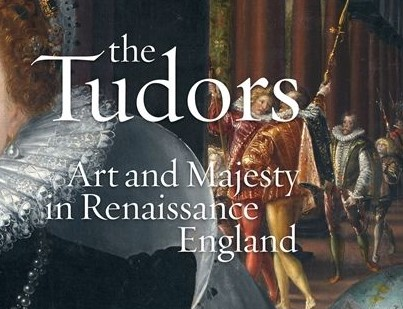 the
Tudors
Art and Majesty
in Renaissance
England